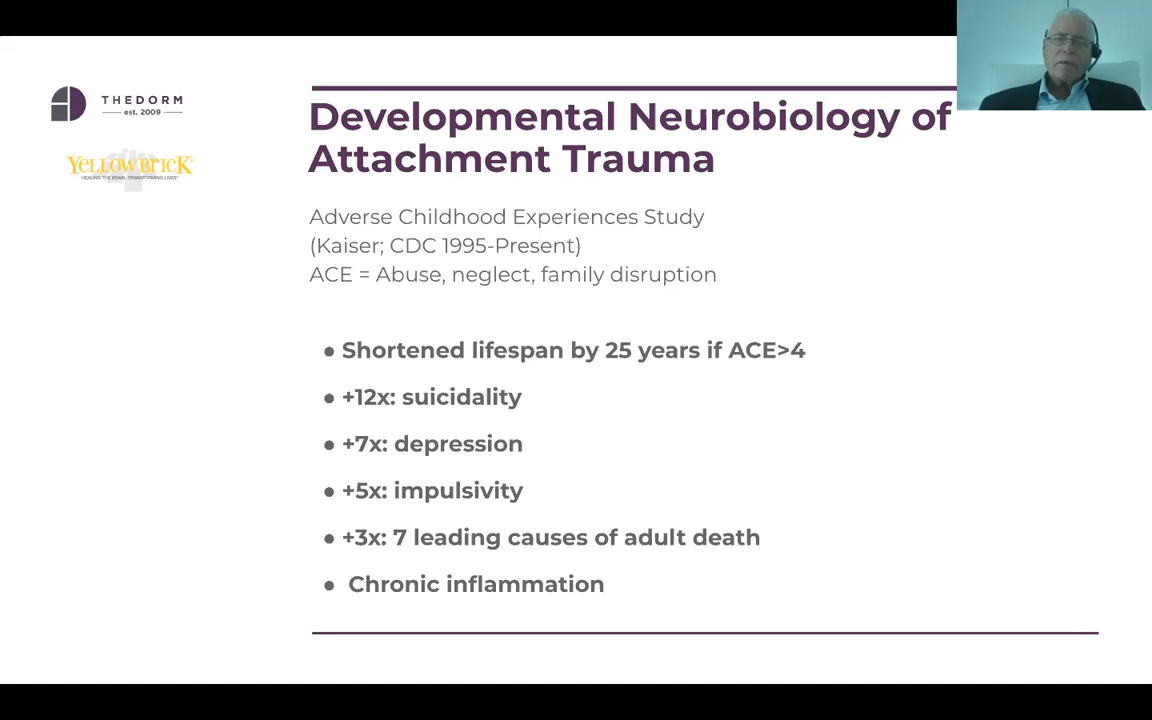 THEDORM
est. 2009
YELLOWBRICK
HEALING THE BRAIN. TRANSFORMING LIVES
Developmental Neurobiology of
Attachment Trauma
Adverse Childhood Experiences Study
(Kaiser; CDC 1995-Present)
ACE = Abuse, neglect, family disruption
● Shortened lifespan by 25 years if ACE>4
● +12x: suicidality
● +7x: depression
● +5x: impulsivity
● +3x: 7 leading causes of adult death
● Chronic inflammation